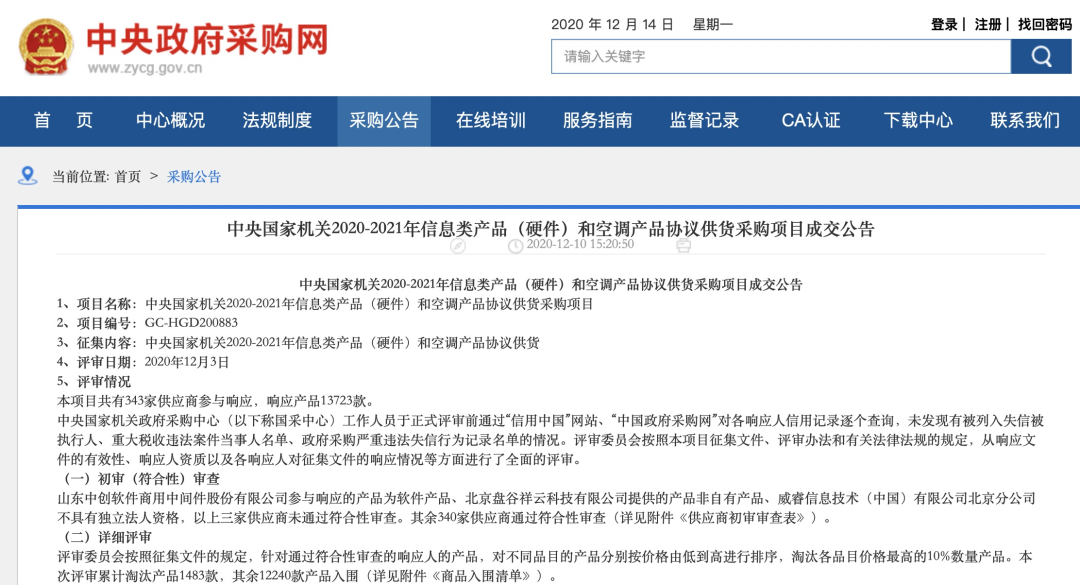 中央政府采购网
www.zycg.gov.cn
2020 年 12 月 14 日 星期一
登录 | 注册 | 找回密码
请输入关键字
首 页 中心概况 法规制度 采购公告 在线培训 服务指南 监督记录 CA认证 下载中心 联系我们
当前位置: 首页 > 采购公告
中央国家机关2020-2021年信息类产品（硬件）和空调产品协议供货采购项目成交公告
2020-12-10 15:20:50
中央国家机关2020-2021年信息类产品（硬件）和空调产品协议供货采购项目成交公告
1、项目名称：中央国家机关2020-2021年信息类产品（硬件）和空调产品协议供货采购项目
2、项目编号：GC-HGD200883
3、征集内容：中央国家机关2020-2021年信息类产品（硬件）和空调产品协议供货
4、评审日期：2020年12月3日
5、评审情况
本项目共有343家供应商参与响应，响应产品13723款。
中央国家机关政府采购中心（以下称国采中心）工作人员于正式评审前通过“信用中国”网站、“中国政府采购网”对各响应人信用记录逐个查询，未发现有被列入失信被
执行人、重大税收违法案件当事人名单、政府采购严重违法失信行为记录名单的情况。评审委员会按照本项目征集文件、评审办法和有关法律法规的规定，从响应文
件的有效性、响应人资质以及各响应人对征集文件的响应情况等方面进行了全面的评审。
（一）初审（符合性）审查
山东中创软件商用中间件股份有限公司参与响应的产品为软件产品、北京盘谷祥云科技有限公司提供的产品非自有产品、威睿信息技术（中国）有限公司北京分公司
不具有独立法人资格，以上三家供应商未通过符合性审查。其余340家供应商通过符合性审查（详见附件《供应商初审审查表》）。
（二）详细评审
评审委员会按照征集文件的规定，针对通过符合性审查的响应人的产品，对不同品目的产品分别按价格由低到高进行排序，淘汰各品目价格最高的10%数量产品。本
次评审累计淘汰产品1483款，其余12240款产品入围（详见附件《商品入围清单》）。